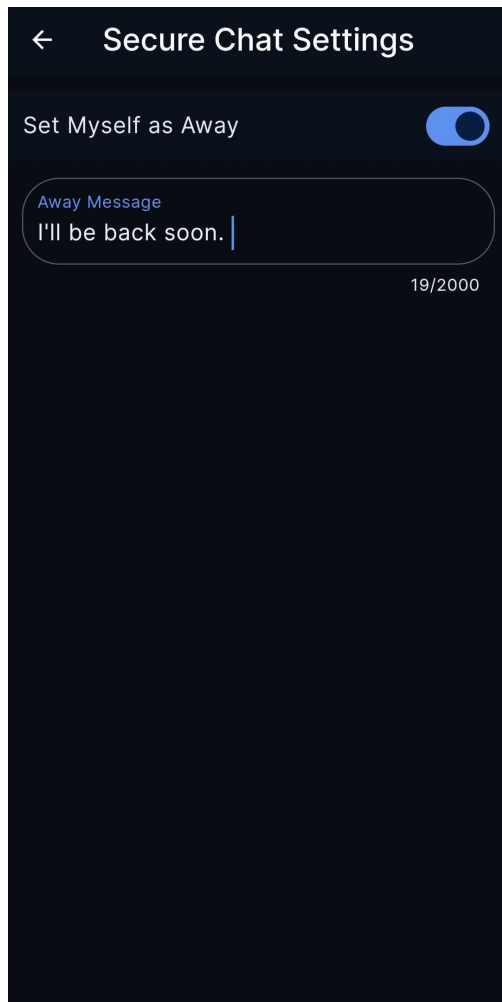 Secure Chat Settings
Set Myself as Away
Away Message
I'll be back soon.
19/2000